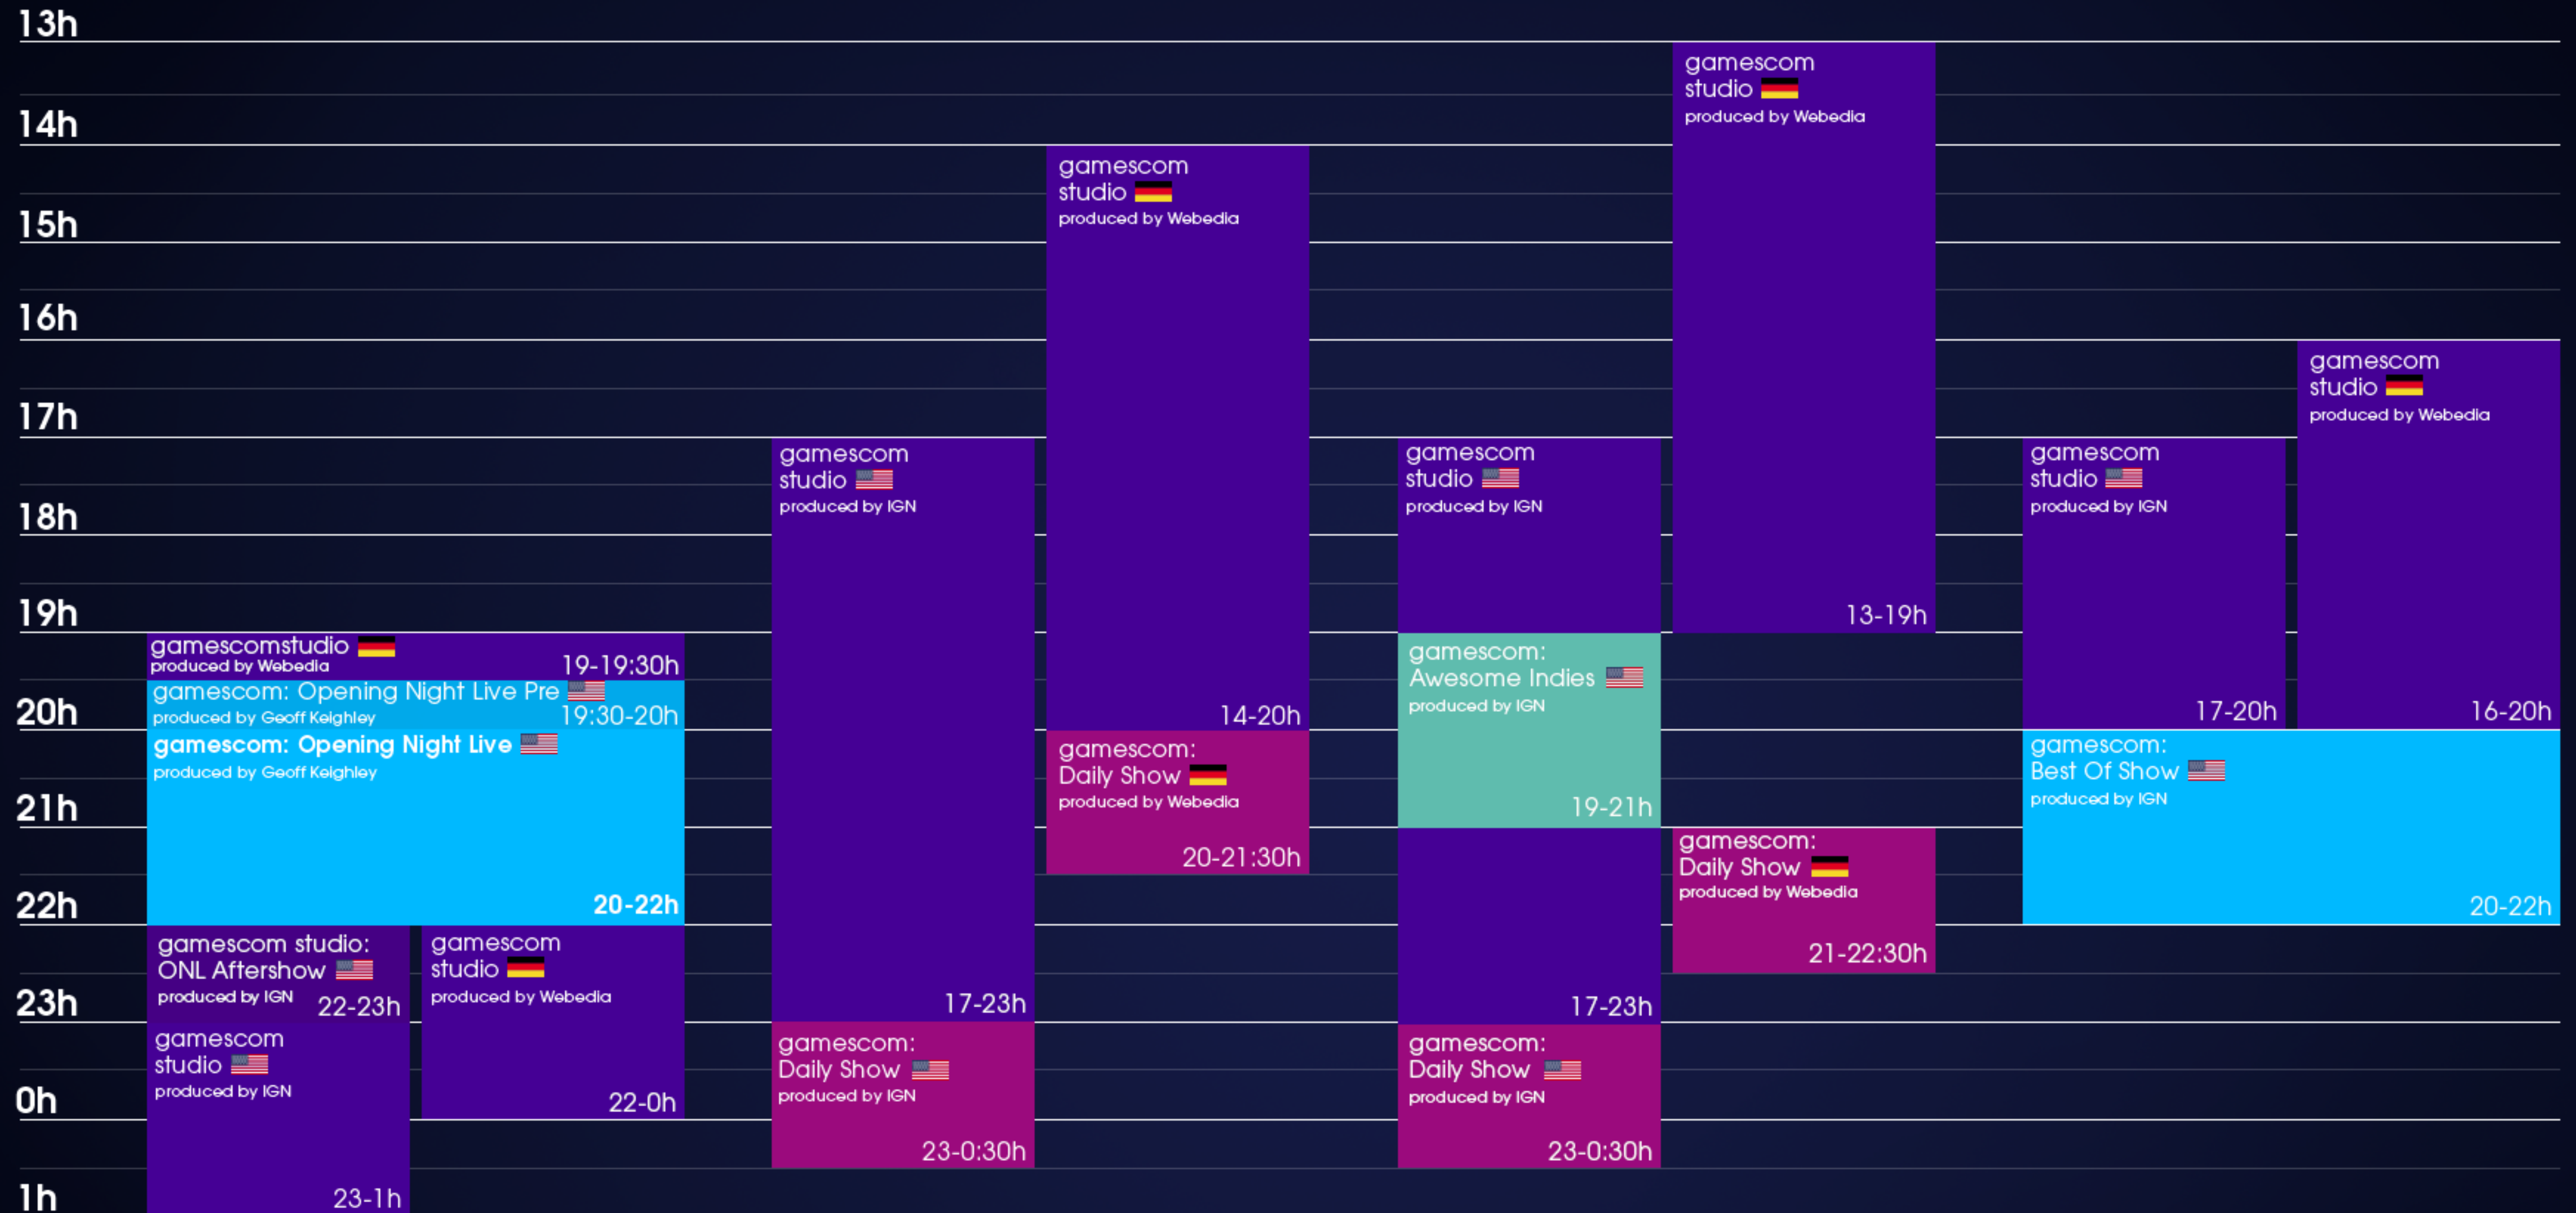 13h
14h
15h
16h
17h
18h
19h
20h
21h
22h
23h
0h
1h
gamescomstudio
produced by Webedia
19-19:30h
gamescom: Opening Night Live Pre
produced by Geoff Keighley
19:30-20h
gamescom: Opening Night Live
produced by Geoff Keighley
20-22h
gamescom studio:
ONL Aftershow
produced by IGN
22-23h
gamescom
studio
produced by IGN
23-1h
gamescom
studio
produced by Webedia
22-0h
gamescom
studio
produced by IGN
17-23h
gamescom:
Daily Show
produced by IGN
23-0:30h
gamescom
studio
produced by Webedia
14-20h
gamescom:
Daily Show
produced by Webedia
20-21:30h
gamescom
studio
produced by IGN
gamescom:
Awesome Indies
produced by IGN
19-21h
17-23h
gamescom:
Daily Show
produced by IGN
23-0:30h
gamescom
studio
produced by Webedia
13-19h
gamescom:
Daily Show
produced by Webedia
21-22:30h
gamescom
studio
produced by IGN
17-20h
gamescom
studio
produced by Webedia
16-20h
gamescom:
Best Of Show
produced by IGN
20-22h